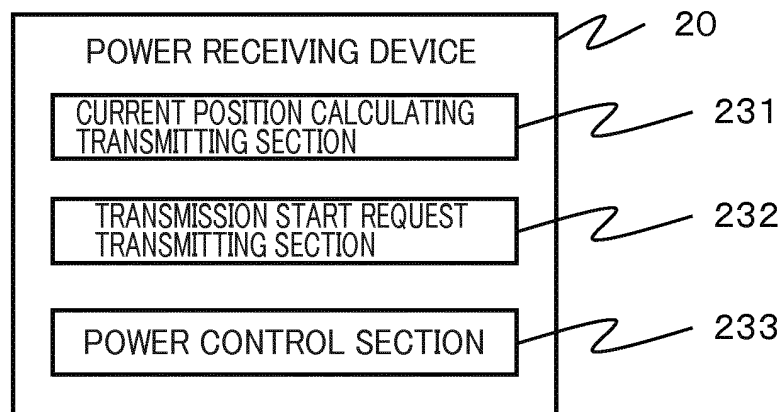 POWER RECEIVING DEVICE
20
CURRENT POSITION CALCULATING
TRANSMITTING SECTION
231
TRANSMISSION START REQUEST
TRANSMITTING SECTION
232
POWER CONTROL SECTION
233